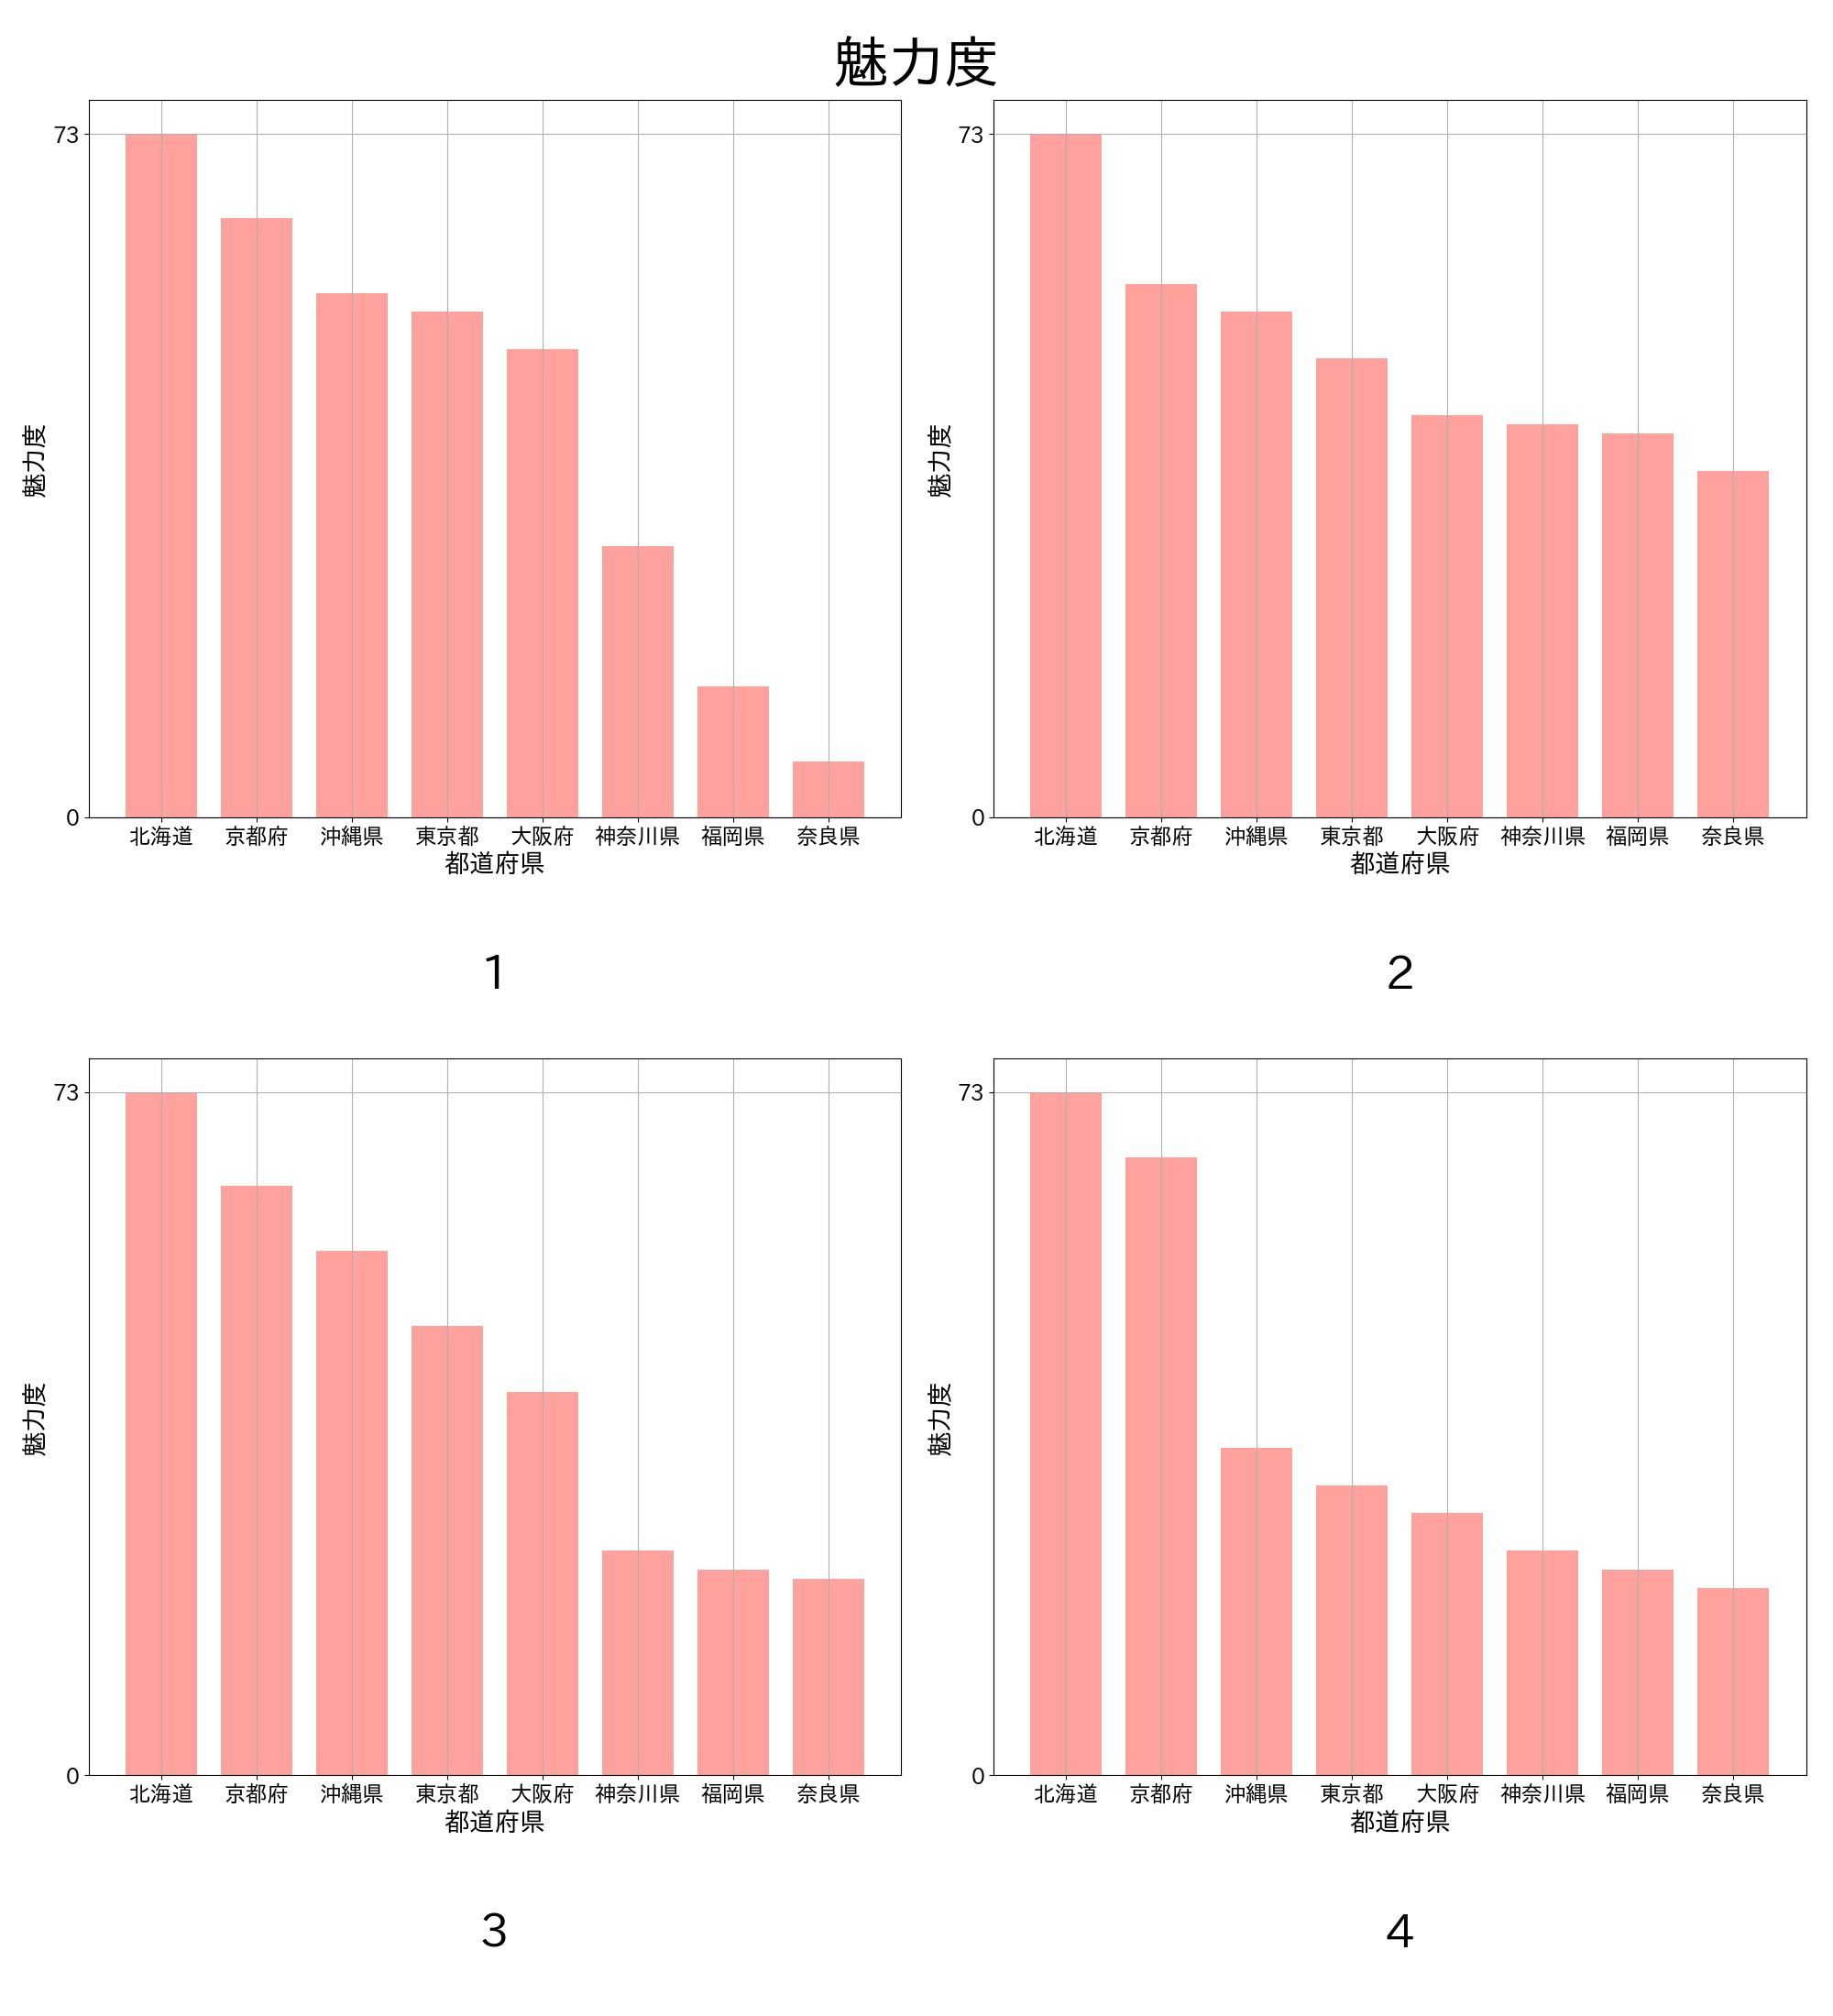 魅力度
魅力度
73
0
北海道 京都府 沖縄県 東京都 大阪府 神奈川県 福岡県 奈良県
都道府県
1
魅力度
73
0
北海道 京都府 沖縄県 東京都 大阪府 神奈川県 福岡県 奈良県
都道府県
2
魅力度
73
0
北海道 京都府 沖縄県 東京都 大阪府 神奈川県 福岡県 奈良県
都道府県
3
魅力度
73
0
北海道 京都府 沖縄県 東京都 大阪府 神奈川県 福岡県 奈良県
都道府県
4